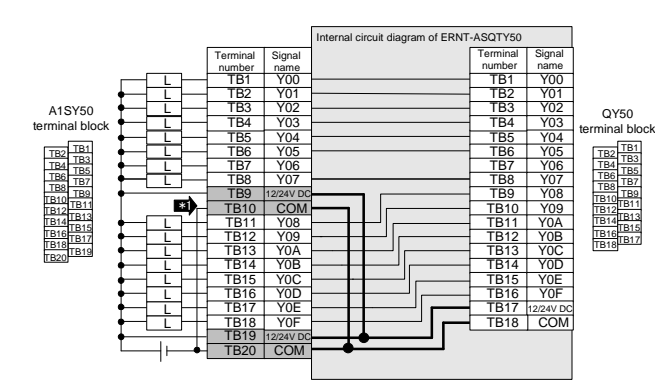 Internal circuit diagram of ERNT-ASQTY50
Terminal number Signal name
Terminal number Signal name
A1SY50
terminal block
QY50
terminal block
L TB1 Y00 TB1 Y00
L TB2 Y01 TB2 Y01
L TB3 Y02 TB3 Y02
L TB4 Y03 TB4 Y03
L TB5 Y04 TB5 Y04
L TB6 Y05 TB6 Y05
L TB7 Y06 TB7 Y06
L TB8 Y07 TB8 Y07
TB9 12/24V DC TB9 Y08
*1 TB10 COM TB10 Y09
L TB11 Y08 TB11 Y0A
L TB12 Y09 TB12 Y0B
L TB13 Y0A TB13 Y0C
L TB14 Y0B TB14 Y0D
L TB15 Y0C TB15 Y0E
L TB16 Y0D TB16 Y0F
L TB17 Y0E TB17 12/24V DC
L TB18 Y0F TB18 COM
TB19 12/24V DC
TB20 COM
TB1
TB2
TB3
TB4
TB5
TB6
TB7
TB8
TB9
TB10
TB11
TB12
TB13
TB14
TB15
TB16
TB17
TB18
TB19
TB20
TB1
TB2
TB3
TB4
TB5
TB6
TB7
TB8
TB9
TB10
TB11
TB12
TB13
TB14
TB15
TB16
TB17
TB18